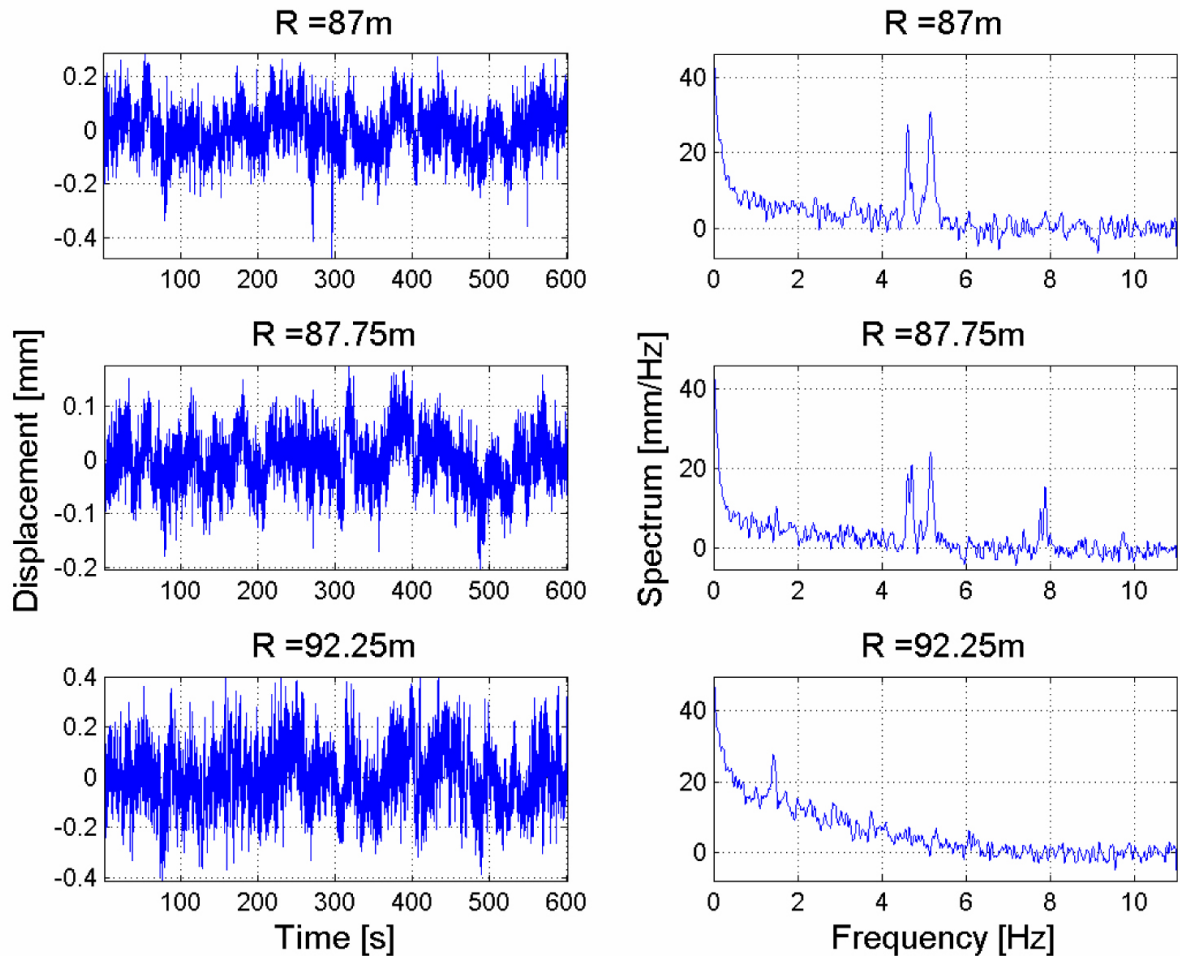 R =87m
0.2
0
-0.2
-0.4
100 200 300 400 500 600
R =87m
40
20
0
0 2 4 6 8 10
Displacement [mm]
R =87.75m
0.1
0
-0.1
-0.2
100 200 300 400 500 600
Spectrum [mm/Hz]
R =87.75m
40
20
0
0 2 4 6 8 10
R =92.25m
0.4
0.2
0
-0.2
-0.4
100 200 300 400 500 600
Time [s]
R =92.25m
40
20
0
0 2 4 6 8 10
Frequency [Hz]